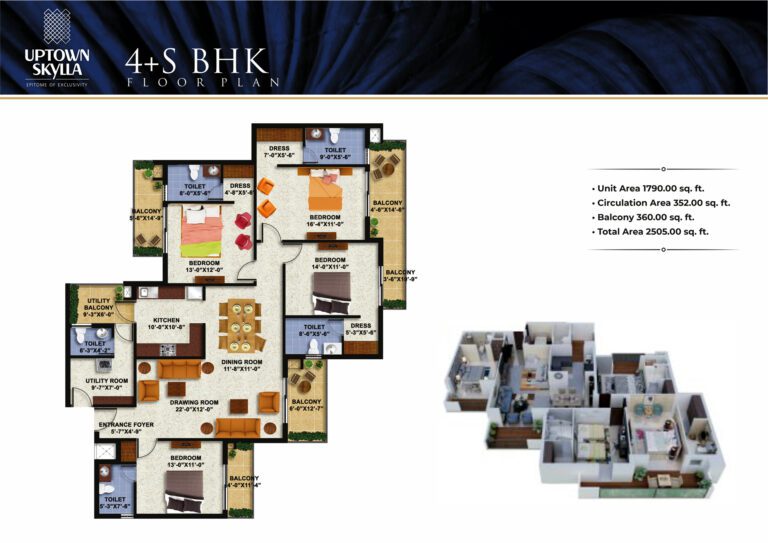 UPTOWN
SKYLLA
EPITOME OF EXCLUSIVITY
4+S BHK
FLOOR PLAN
DRESS
7'-0"X5'-6"
TOILET
9'-0"X5'-6"
TOILET
8'-0"X5'-6"
DRESS
4'-8"X5'-6"
BALCONY
5'-6"X14'-9"
BEDROOM
16'-4"X11'-0"
BALCONY
4'-6"X14'-6"
BEDROOM
13'-0"X12'-0"
BEDROOM
14'-0"X11'-0"
BALCONY
3'-6"X10'-9"
UTILITY
BALCONY
9'-3"X6'-0"
KITCHEN
10'-0"X10'-8"
TOILET
6'-3"X4'-2"
TOILET
8'-0"X5'-6"
DRESS
5'-3"X5'-6"
UTILITY ROOM
9'-7"X7'-0"
DINING ROOM
11'-8"X11'-0"
DRAWING ROOM
22'-0"X12'-0"
BALCONY
6'-0"X12'-7"
ENTRANCE FOYER
5'-7"X4'-9"
BEDROOM
13'-0"X11'-0"
BALCONY
4'-0"X11'-4"
TOILET
5'-3"X7'-6"
• Unit Area 1790.00 sq. ft.
• Circulation Area 352.00 sq. ft.
• Balcony 360.00 sq. ft.
• Total Area 2505.00 sq. ft.